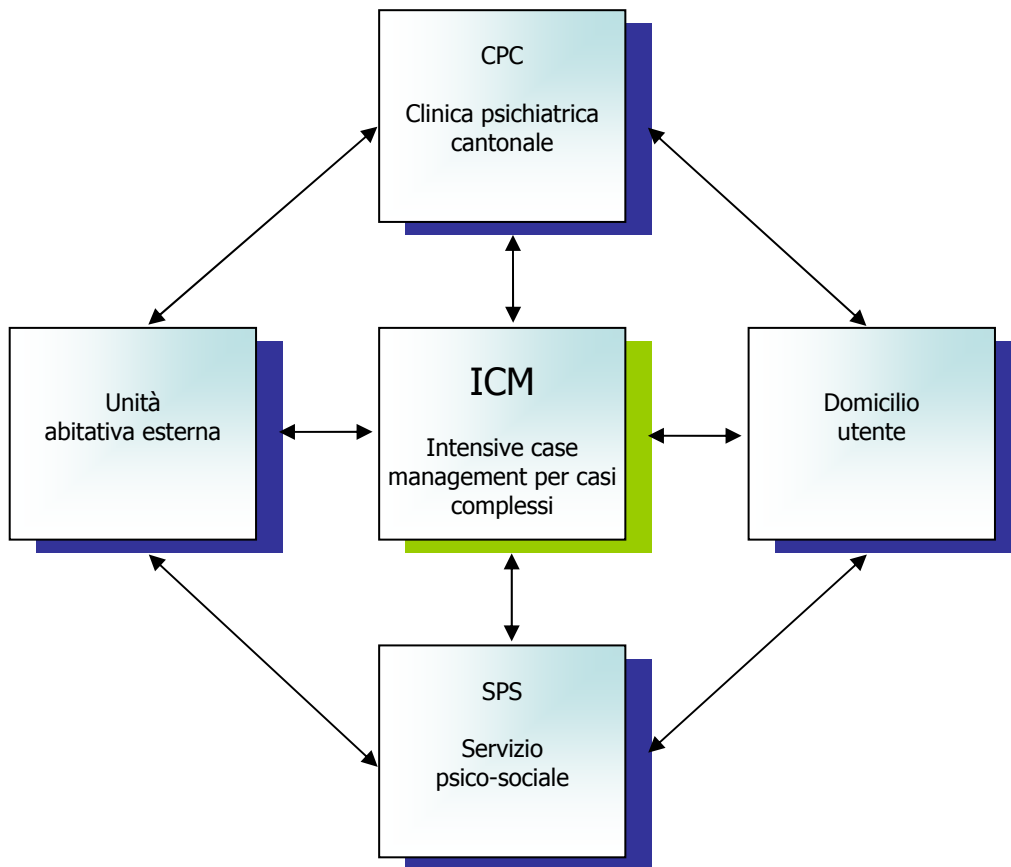 CPC
Clinica psichiatrica
cantonale
Unità
abitativa esterna
ICM
Intensive case
management per casi
complessi
Domicilio
utente
SPS
Servizio
psico-sociale